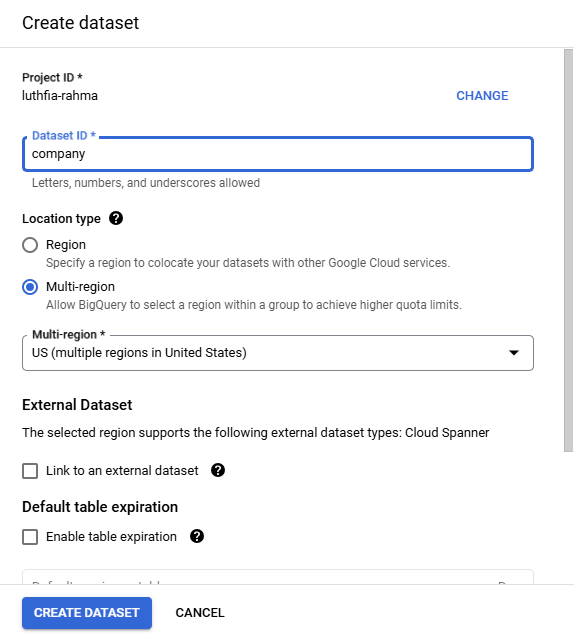 Create dataset
Project ID *
luthfia-rahma
CHANGE
Dataset ID *
company
Letters, numbers, and underscores allowed
Location type
Region
Specify a region to colocate your datasets with other Google Cloud services.
Multi-region
Allow BigQuery to select a region within a group to achieve higher quota limits.
Multi-region *
US (multiple regions in United States)
External Dataset
The selected region supports the following external dataset types: Cloud Spanner
Link to an external dataset
Default table expiration
Enable table expiration
CREATE DATASET
CANCEL